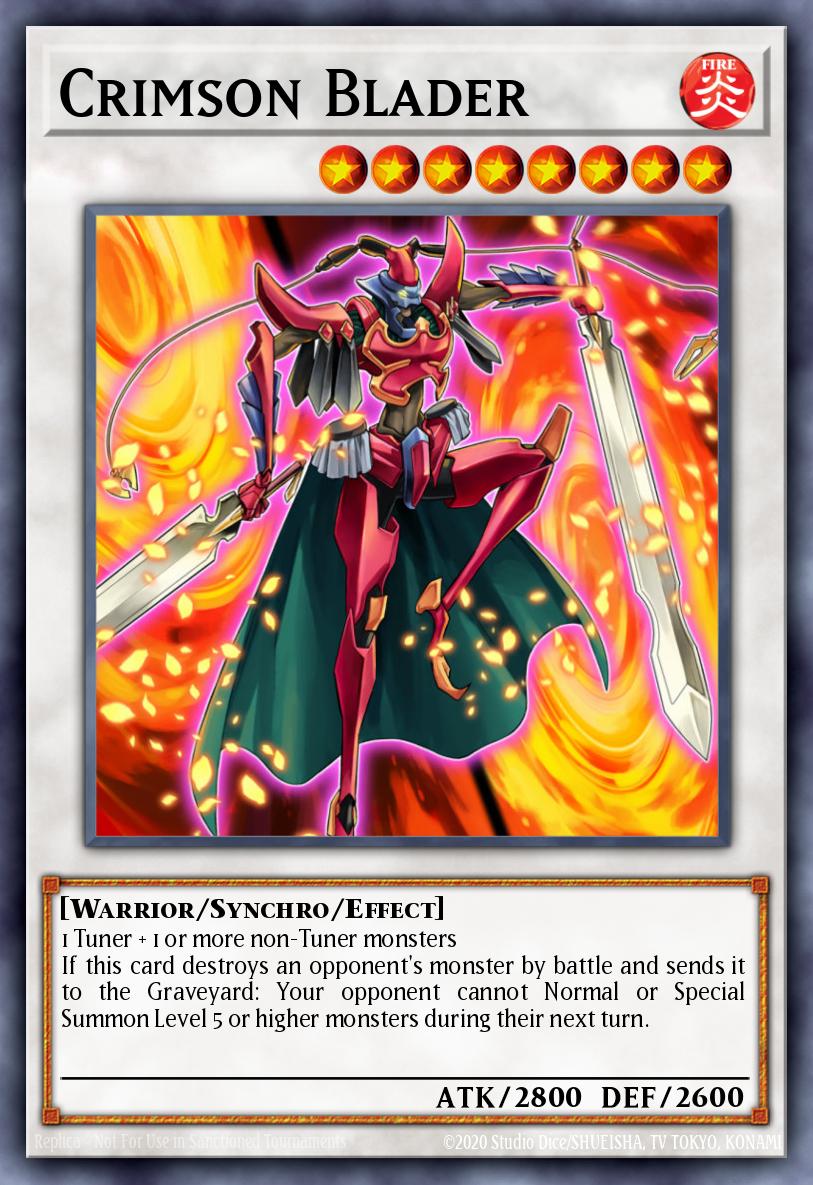 Crimson Blader
FIRE
炎
[Warrior/Synchro/Effect]
1 Tuner + 1 or more non-Tuner monsters
If this card destroys an opponent's monster by battle and sends it
to the Graveyard: Your opponent cannot Normal or Special
Summon Level 5 or higher monsters during their next turn.
ATK/2800 DEF/2600
Replica - Not For Use in Sanctioned Tournaments
©2020 Studio Dice/SHUEISHA, TV TOKYO, KONAMI